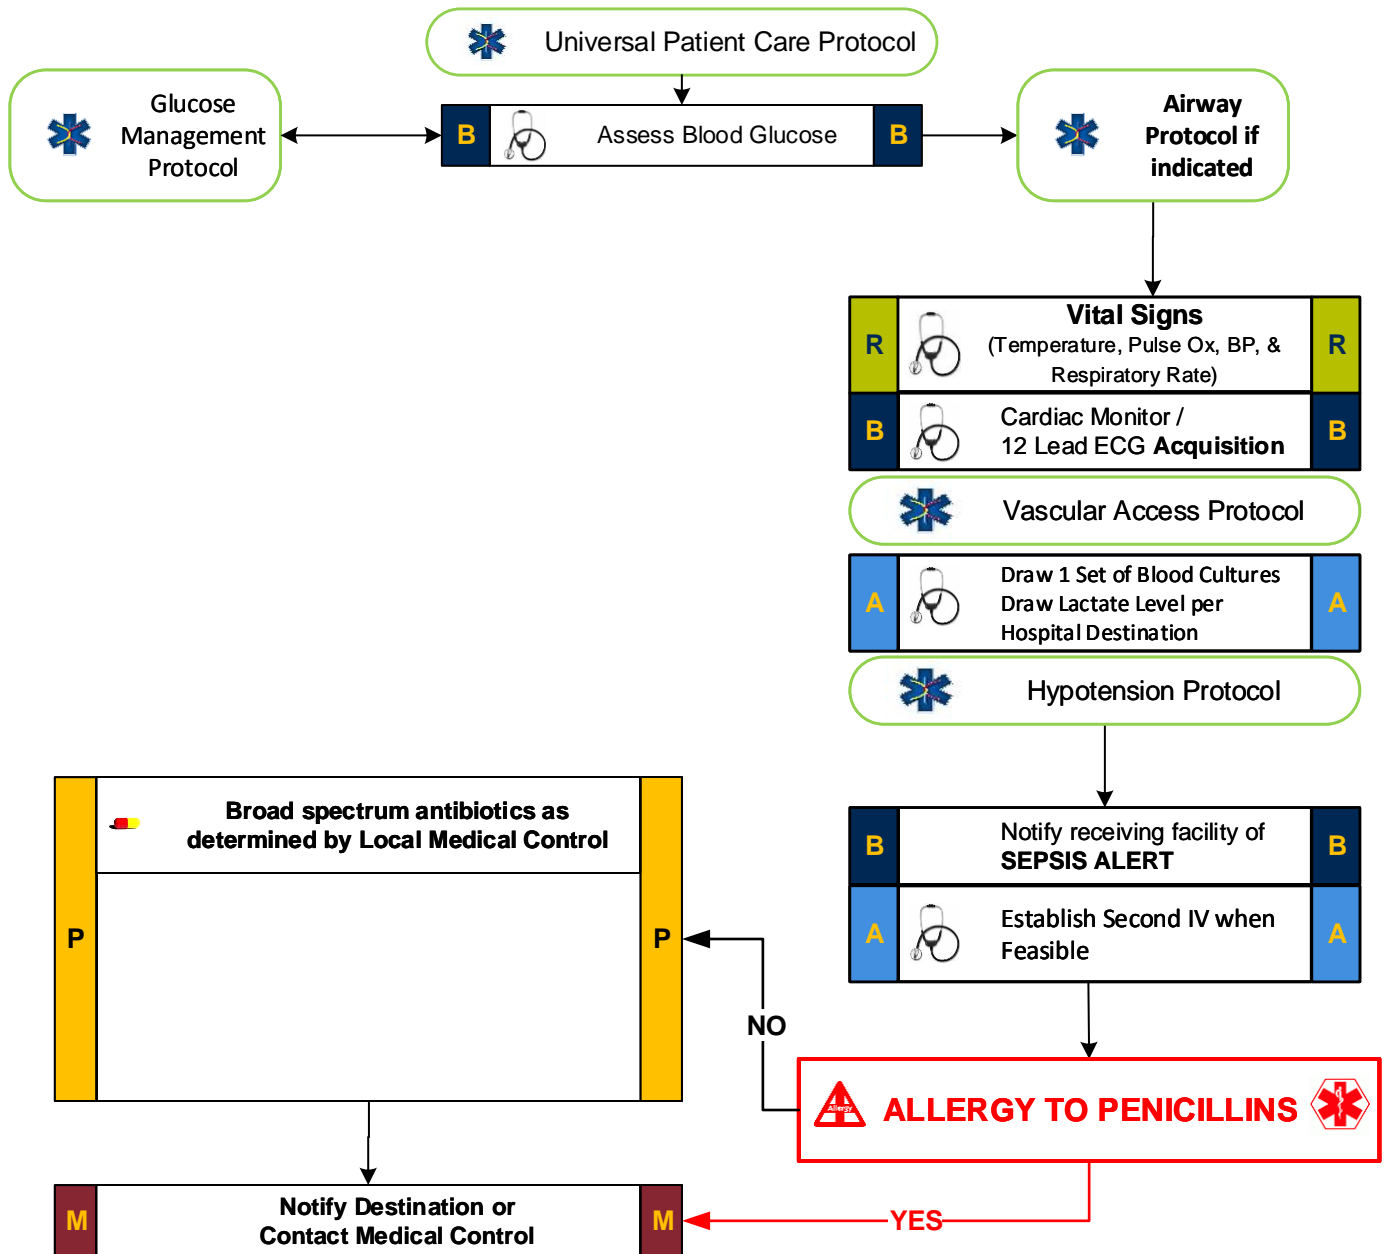 Universal Patient Care Protocol
Glucose
Management
Protocol
B
Assess Blood Glucose
B
Airway
Protocol if
indicated
R
Vital Signs
(Temperature, Pulse Ox, BP, &
Respiratory Rate)
R
B
Cardiac Monitor /
12 Lead ECG Acquisition
B
Vascular Access Protocol
A
Draw 1 Set of Blood Cultures
Draw Lactate Level per
Hospital Destination
A
Hypotension Protocol
B
Notify receiving facility of
SEPSIS ALERT
B
A
Establish Second IV when
Feasible
A
Allergy
ALLERGY TO PENICILLINS
NO
YES
P
Broad spectrum antibiotics as
determined by Local Medical Control
P
M
Notify Destination or
Contact Medical Control
M